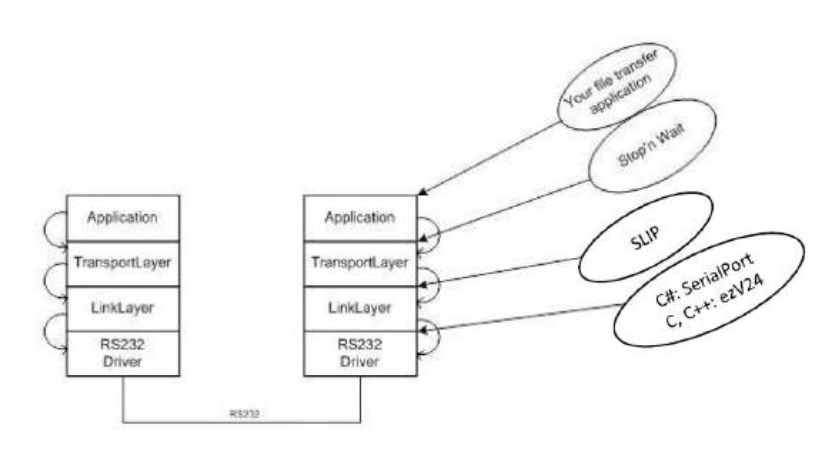 Your file transfer
application
Stop'n Wait
SLIP
C#: SerialPort
C, C++: ezV24
Application
TransportLayer
LinkLayer
RS232
Driver
Application
TransportLayer
LinkLayer
RS232
Driver
RS232